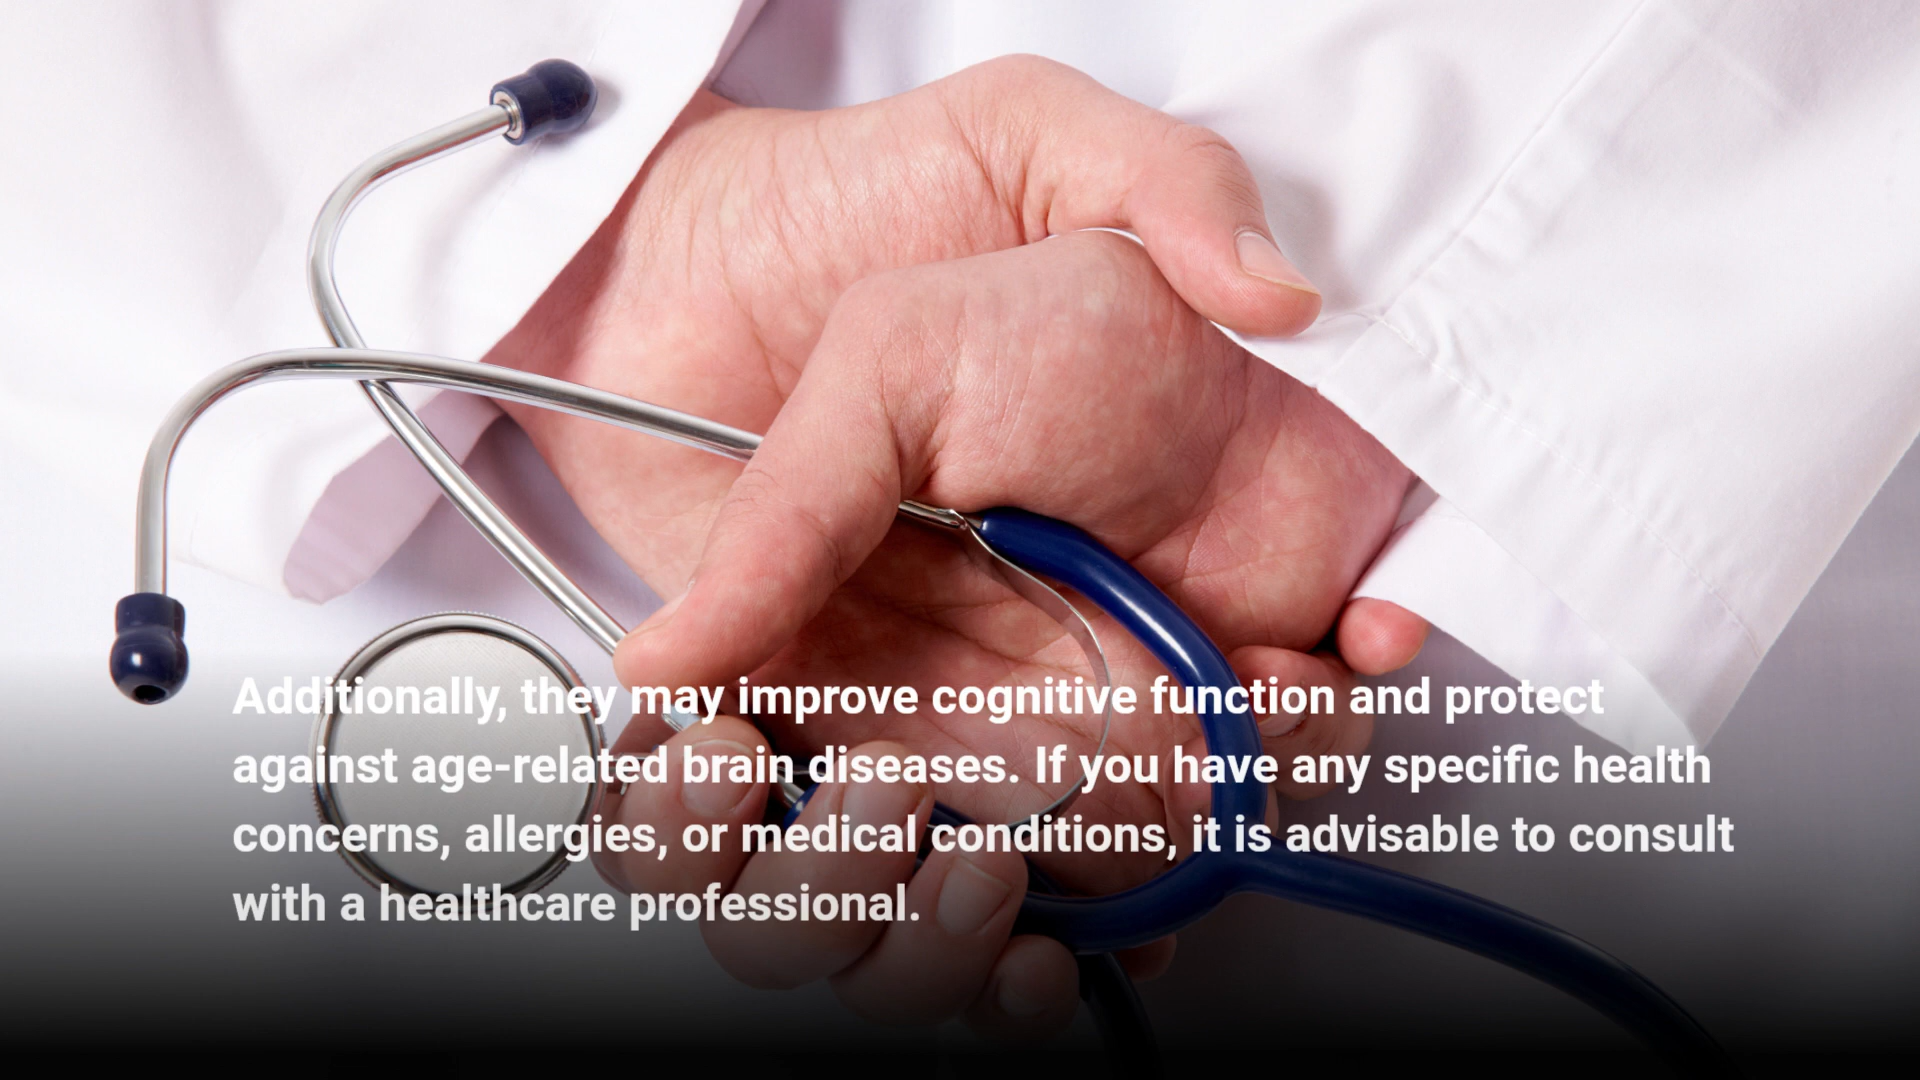 Additionally, they may improve cognitive function and protect
against age-related brain diseases. If you have any specific health
concerns, allergies, or medical conditions, it is advisable to consult
with a healthcare professional.